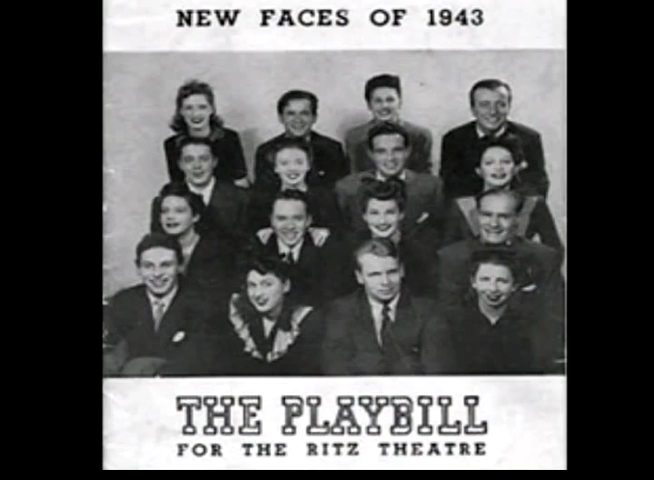 NEW FACES OF 1943
THE PLAYBILL
FOR THE RITZ THEATRE